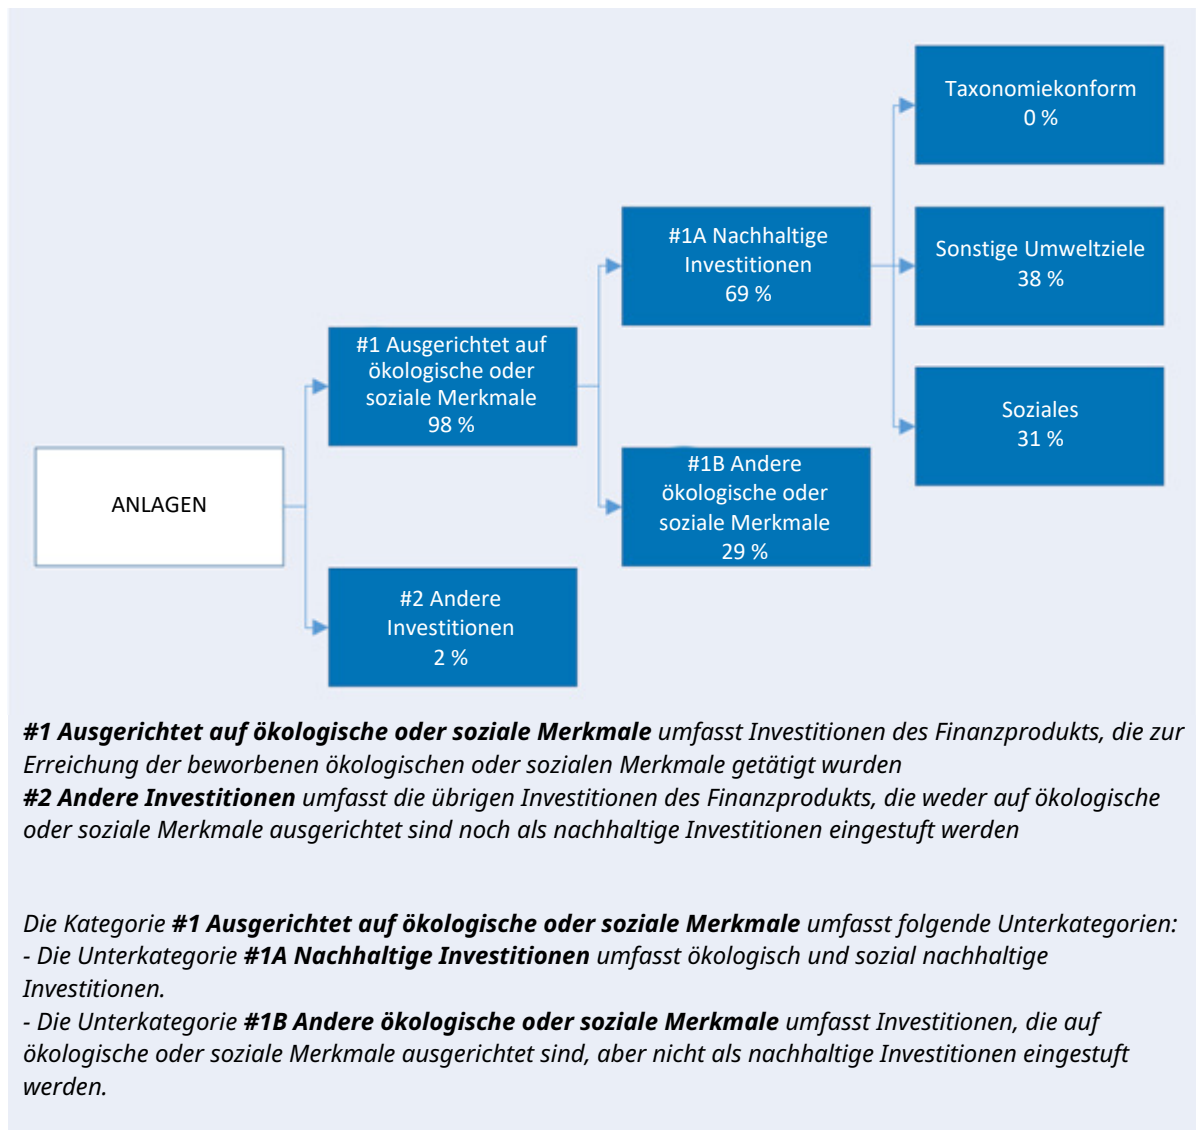 Taxonomiekonform
0 %
#1A Nachhaltige
Investitionen
69 %
Sonstige Umweltziele
38 %
#1 Ausgerichtet auf
ökologische oder
soziale Merkmale
98 %
Soziales
31 %
#1B Andere
ökologische oder
soziale Merkmale
29 %
ANLAGEN
#2 Andere
Investitionen
2 %
#1 Ausgerichtet auf ökologische oder soziale Merkmale umfasst Investitionen des Finanzprodukts, die zur
Erreichung der beworbenen ökologischen oder sozialen Merkmale getätigt wurden
#2 Andere Investitionen umfasst die übrigen Investitionen des Finanzprodukts, die weder auf ökologische
oder soziale Merkmale ausgerichtet sind noch als nachhaltige Investitionen eingestuft werden
Die Kategorie #1 Ausgerichtet auf ökologische oder soziale Merkmale umfasst folgende Unterkategorien:
- Die Unterkategorie #1A Nachhaltige Investitionen umfasst ökologisch und sozial nachhaltige
Investitionen.
- Die Unterkategorie #1B Andere ökologische oder soziale Merkmale umfasst Investitionen, die auf
ökologische oder soziale Merkmale ausgerichtet sind, aber nicht als nachhaltige Investitionen eingestuft
werden.